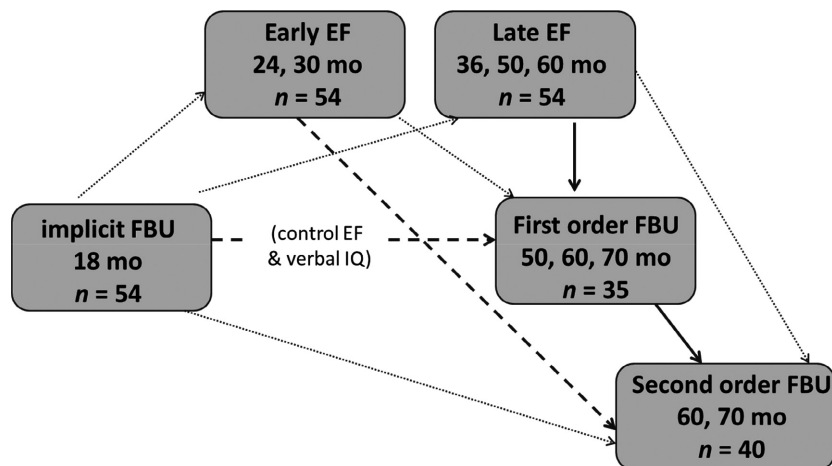 Early EF
24, 30 mo
n = 54
Late EF
36, 50, 60 mo
n = 54
implicit FBU
18 mo
n = 54
(control EF
& verbal IQ)
First order FBU
50, 60, 70 mo
n = 35
Second order FBU
60, 70 mo
n = 40